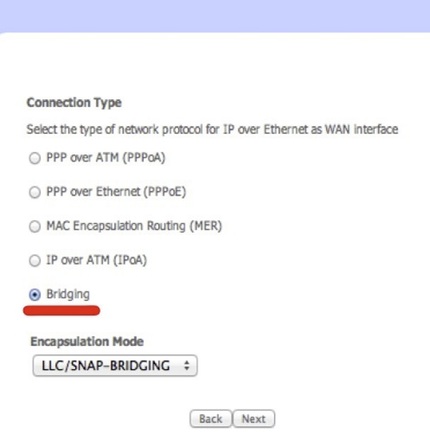 Connection Type
Select the type of network protocol for IP over Ethernet as WAN interface
PPP over ATM (PPPoA)
PPP over Ethernet (PPPoE)
MAC Encapsulation Routing (MER)
IP over ATM (IPoA)
Bridging
Encapsulation Mode
LLC/SNAP-BRIDGING
Back Next